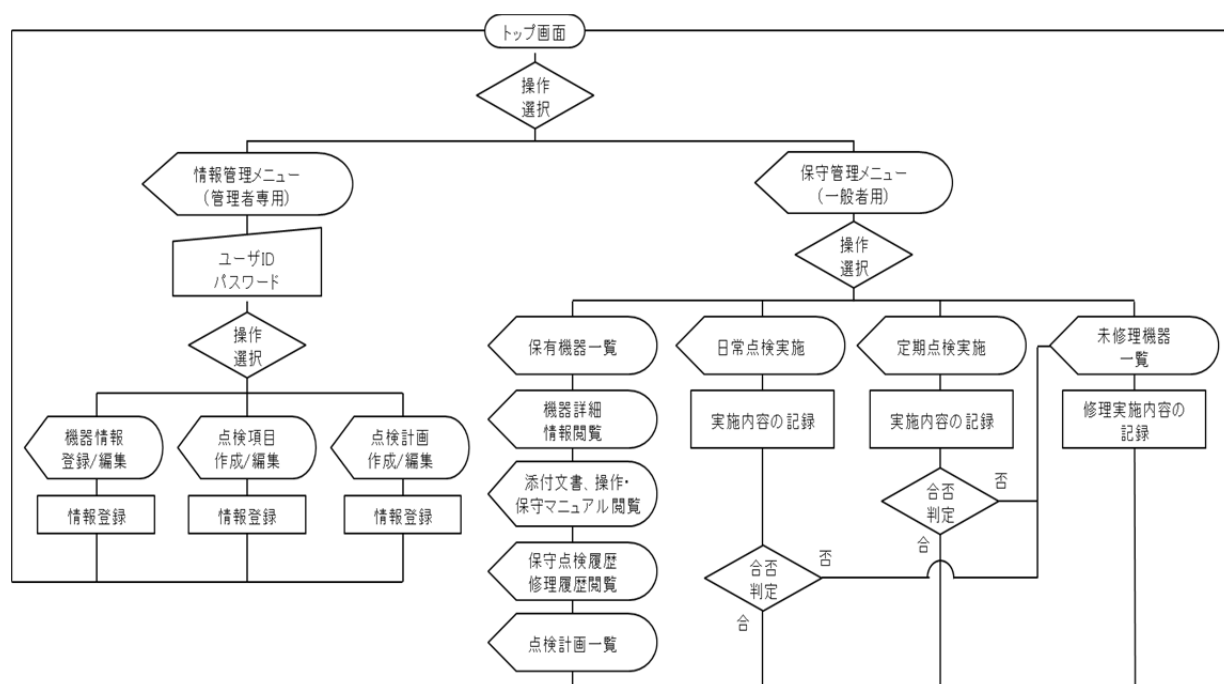 トップ画面
操作
選択
情報管理メニュー
(管理者専用)
保守管理メニュー
(一般者用)
ユーザID
パスワード
操作
選択
操作
選択
保有機器一覧
日常点検実施
定期点検実施
未修理機器
一覧
機器詳細
情報閲覧
実施内容の記録
実施内容の記録
修理実施内容の
記録
機器情報
登録/編集
点検項目
作成/編集
点検計画
作成/編集
添付文書、操作・
保守マニュアル閲覧
合否
判定
否
合
情報登録
情報登録
情報登録
保守点検履歴
修理履歴閲覧
合否
判定
否
合
点検計画一覧